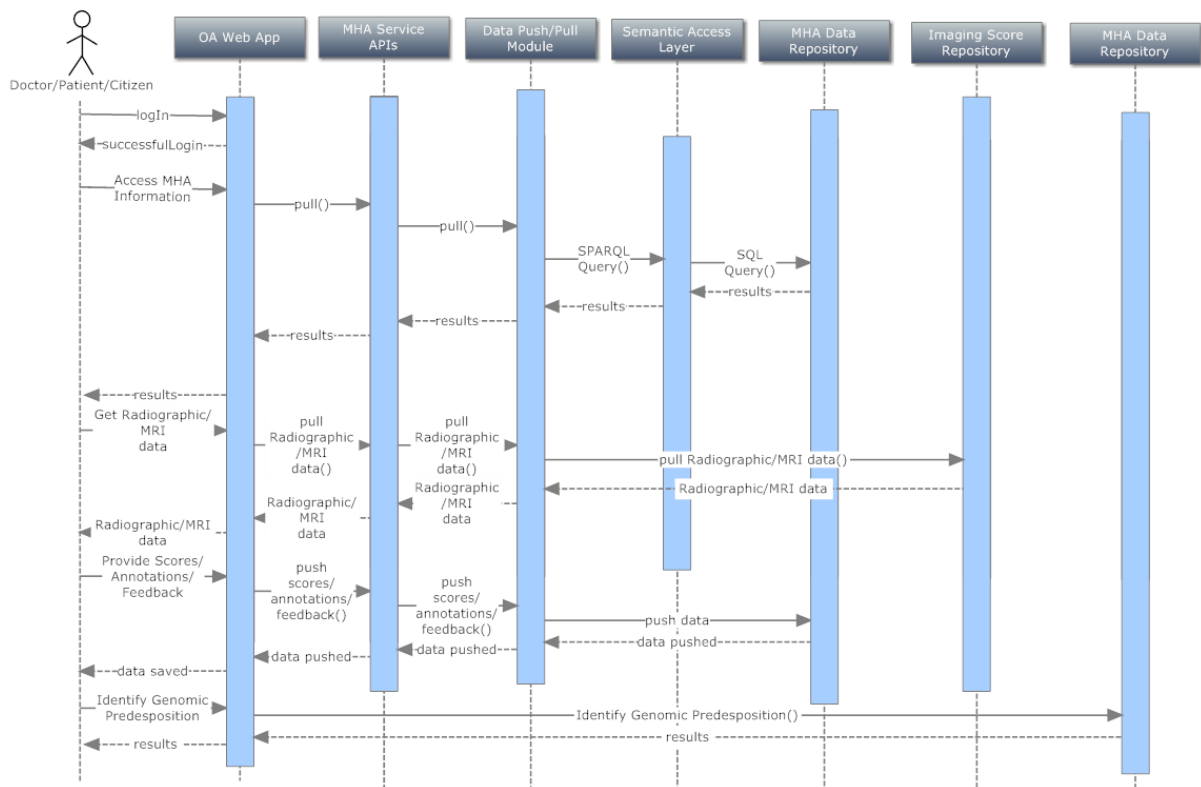 OA Web App
MHA Service
APIs
Data Push/Pull
Module
Semantic Access
Layer
MHA Data
Repository
Imaging Score
Repository
MHA Data
Repository
Doctor/Patient/Citizen
logIn
successfulLogin
Access MHA
Information
pull()
pull()
SPARQL
Query()
SQL
Query()
results
results
results
results
results
Get Radiographic/
MRI
data
pull
Radiographic
/MRI
data()
pull
Radiographic
/MRI
data()
pull Radiographic/MRI data()
Radiographic/MRI data
Radiographic
/MRI
data
Radiographic/
MRI
data
Radiographic/MRI
data
Provide Scores/
Annotations/
Feedback
push
scores/
annotations/
feedback()
push
scores/
annotations/
feedback()
push data
data pushed
data pushed
data pushed
data saved
Identify Genomic
Predesposition
Identify Genomic Predesposition()
results
results